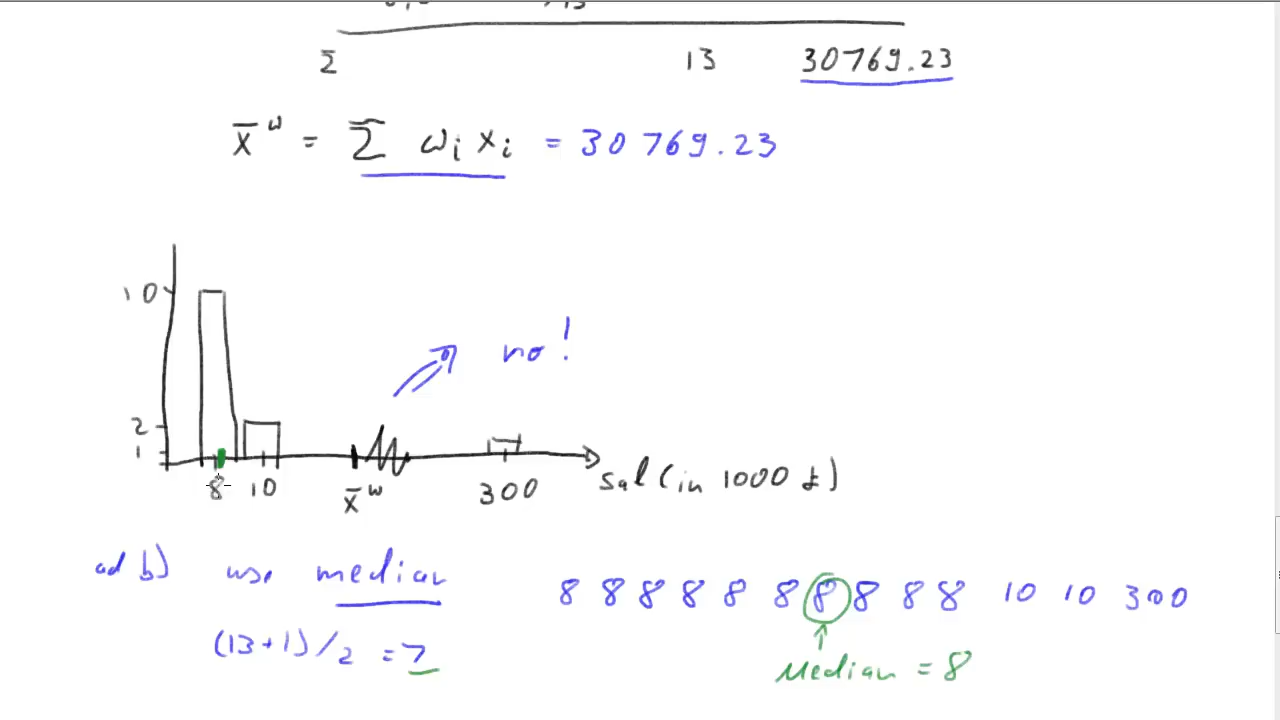 Σ 13 30769.23
x̄ʷ = Σ ωᵢ xᵢ = 30 769.23
10
no!
2
1
8 10 x̄ʷ 300 sal (in 1000 £)
ad b) use median
8 8 8 8 8 8 8 8 8 8 10 10 300
(13+1)/2 = 7
Median = 8